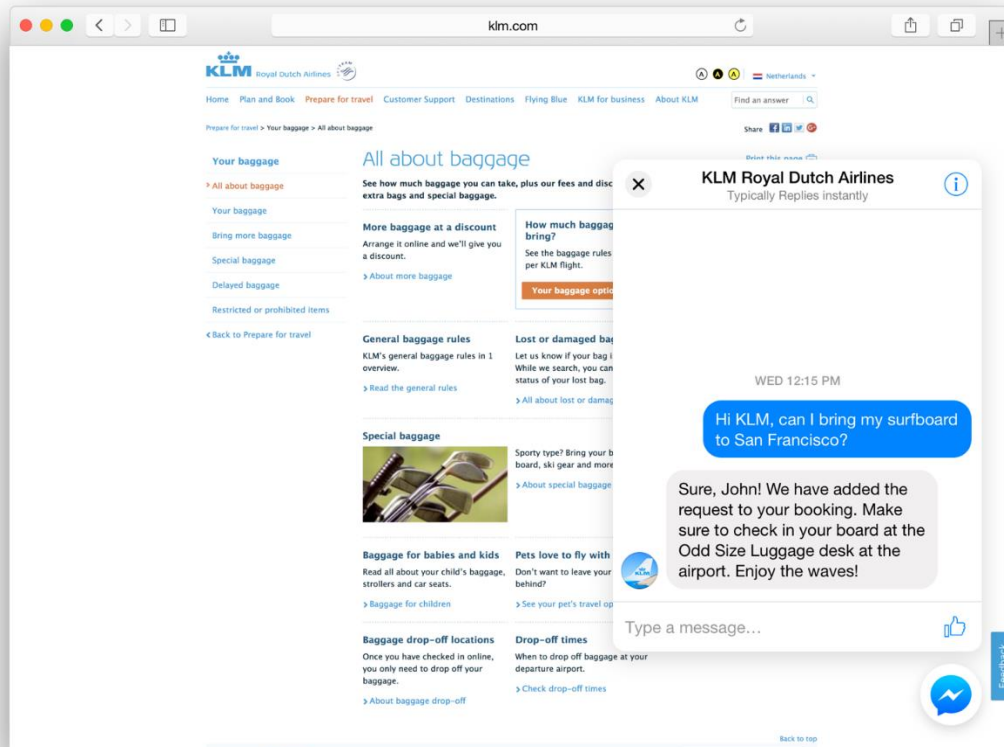 klm.com
KLM Royal Dutch Airlines
A A A Netherlands
Home Plan and Book Prepare for travel Customer Support Destinations Flying Blue KLM for business About KLM Find an answer
Prepare for travel > Your baggage > All about baggage
Share
Print this page
Your baggage
> All about baggage
Your baggage
Bring more baggage
Special baggage
Delayed baggage
Restricted or prohibited items
< Back to Prepare for travel
All about baggage
See how much baggage you can take, plus our fees and disc
extra bags and special baggage.
More baggage at a discount
Arrange it online and we'll give you
a discount.
> About more baggage
How much baggag
bring?
See the baggage rules
per KLM flight.
Your baggage optio
General baggage rules
KLM's general baggage rules in 1
overview.
> Read the general rules
Lost or damaged bag
Let us know if your bag i
While we search, you can
status of your lost bag.
> All about lost or damag
Special baggage
Sporty type? Bring your b
board, ski gear and more
> About special baggage
Baggage for babies and kids
Read all about your child's baggage,
strollers and car seats.
> Baggage for children
Pets love to fly with
Don't want to leave your
behind?
> See your pet's travel op
Baggage drop-off locations
Once you have checked in online,
you only need to drop off your
baggage.
> About baggage drop-off
Drop-off times
When to drop off baggage at your
departure airport.
> Check drop-off times
Back to top
KLM Royal Dutch Airlines
Typically Replies instantly
WED 12:15 PM
Hi KLM, can I bring my surfboard
to San Francisco?
Sure, John! We have added the
request to your booking. Make
sure to check in your board at the
Odd Size Luggage desk at the
airport. Enjoy the waves!
KLM
Type a message...
Feedback